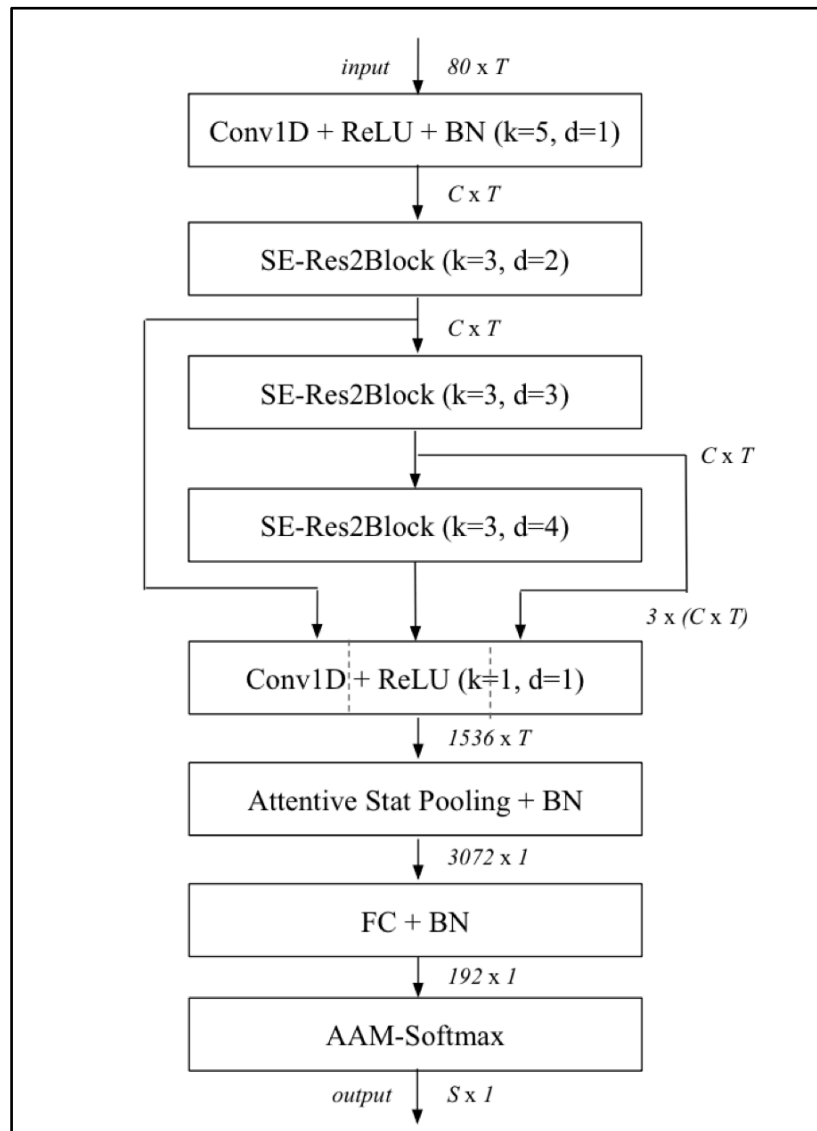 input 80 x T
Conv1D + ReLU + BN (k=5, d=1)
C x T
SE-Res2Block (k=3, d=2)
C x T
SE-Res2Block (k=3, d=3)
C x T
SE-Res2Block (k=3, d=4)
3 x (C x T)
Conv1D + ReLU (k=1, d=1)
1536 x T
Attentive Stat Pooling + BN
3072 x 1
FC + BN
192 x 1
AAM-Softmax
output S x 1